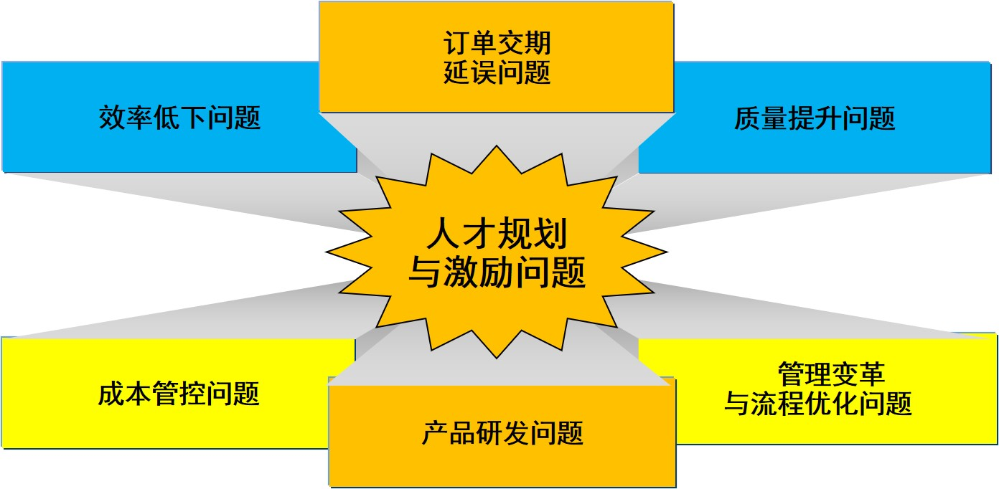 订单交期
延误问题
效率低下问题
质量提升问题
人才规划
与激励问题
成本管控问题
管理变革
与流程优化问题
产品研发问题